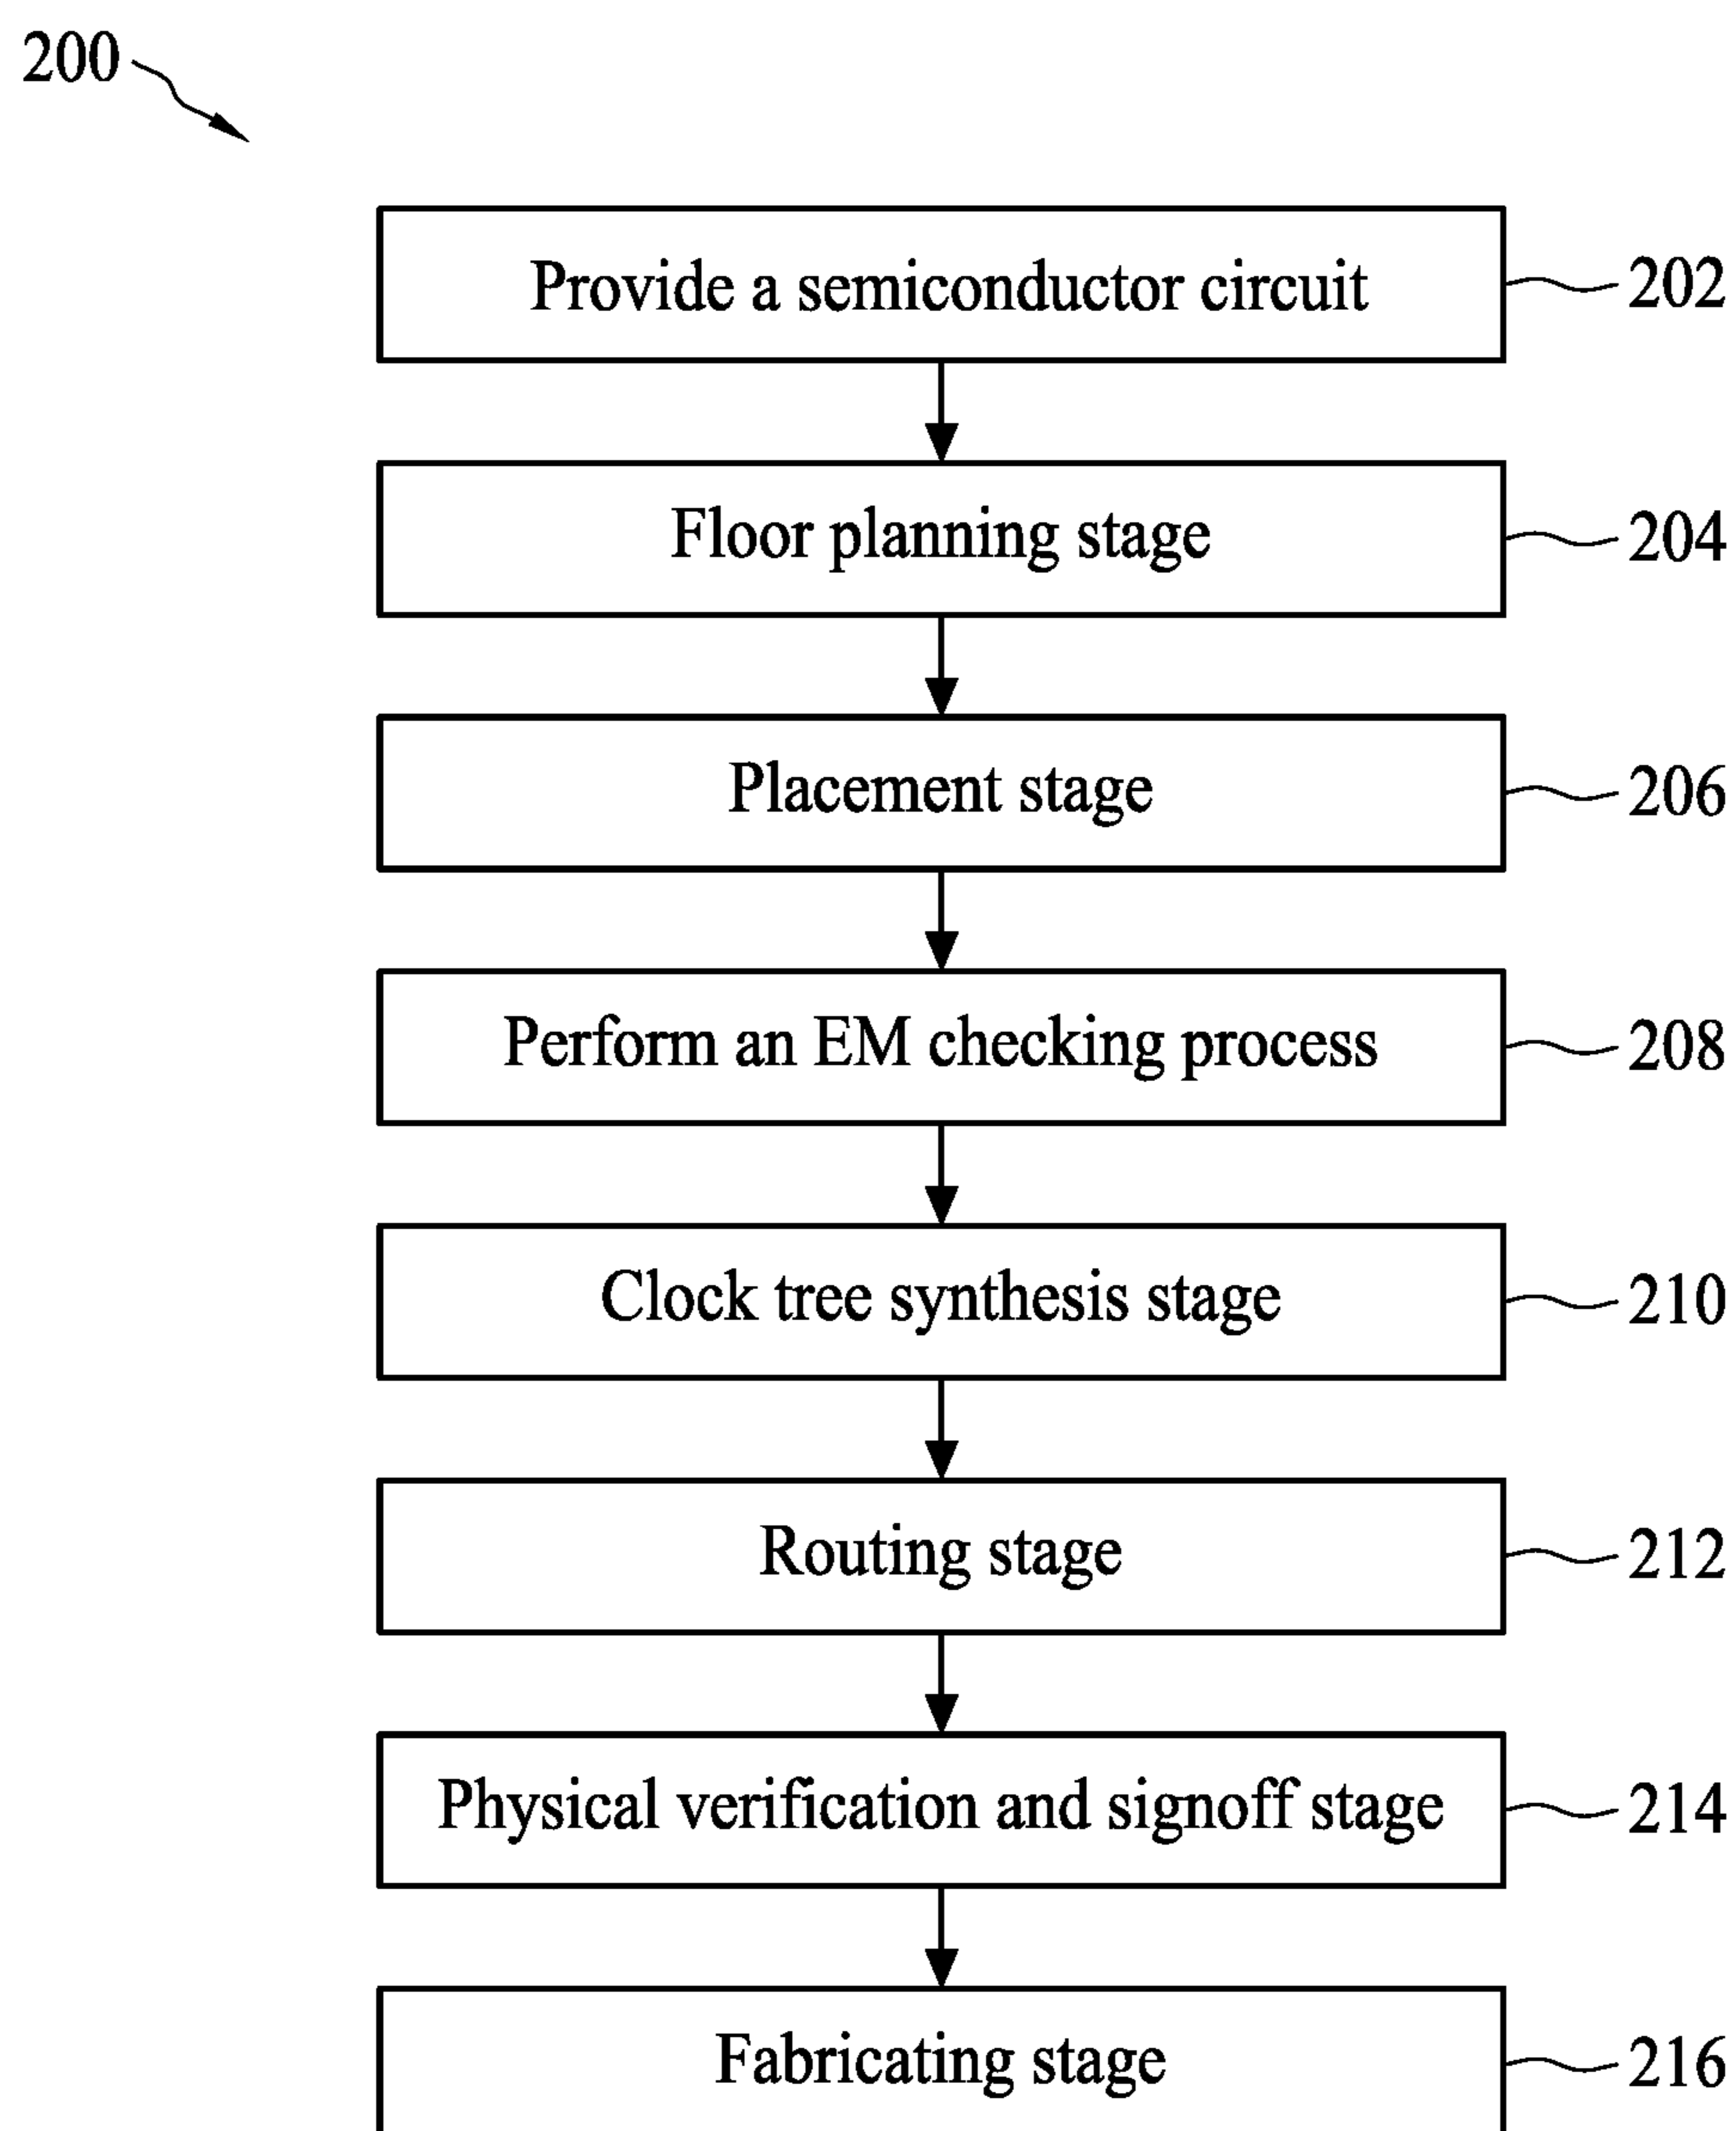 200
Provide a semiconductor circuit 202
Floor planning stage 204
Placement stage 206
Perform an EM checking process 208
Clock tree synthesis stage 210
Routing stage 212
Physical verification and signoff stage 214
Fabricating stage 216